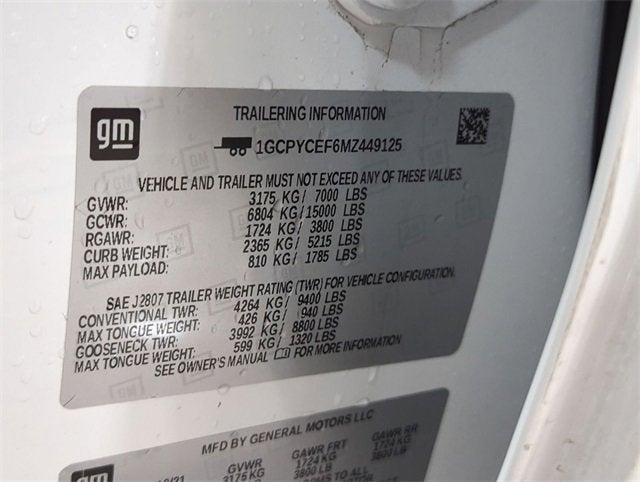 gm
TRAILERING INFORMATION
1GCPYCEF6MZ449125
VEHICLE AND TRAILER MUST NOT EXCEED ANY OF THESE VALUES.
GVWR: 3175 KG/ 7000 LBS
GCWR: 6804 KG/15000 LBS
RGAWR: 1724 KG/ 3800 LBS
CURB WEIGHT: 2365 KG/ 5215 LBS
MAX PAYLOAD: 810 KG/ 1785 LBS
SAE J2807 TRAILER WEIGHT RATING (TWR) FOR VEHICLE CONFIGURATION.
CONVENTIONAL TWR: 4264 KG/ 9400 LBS
MAX TONGUE WEIGHT: 426 KG/ 940 LBS
GOOSENECK TWR: 3992 KG/ 8800 LBS
MAX TONGUE WEIGHT: 599 KG/ 1320 LBS
SEE OWNER'S MANUAL FOR MORE INFORMATION
MFD BY GENERAL MOTORS LLC
gm
GVWR GAWR FRT GAWR RR
3175 KG 1724 KG 1724 KG
3800 LB 3800 LB